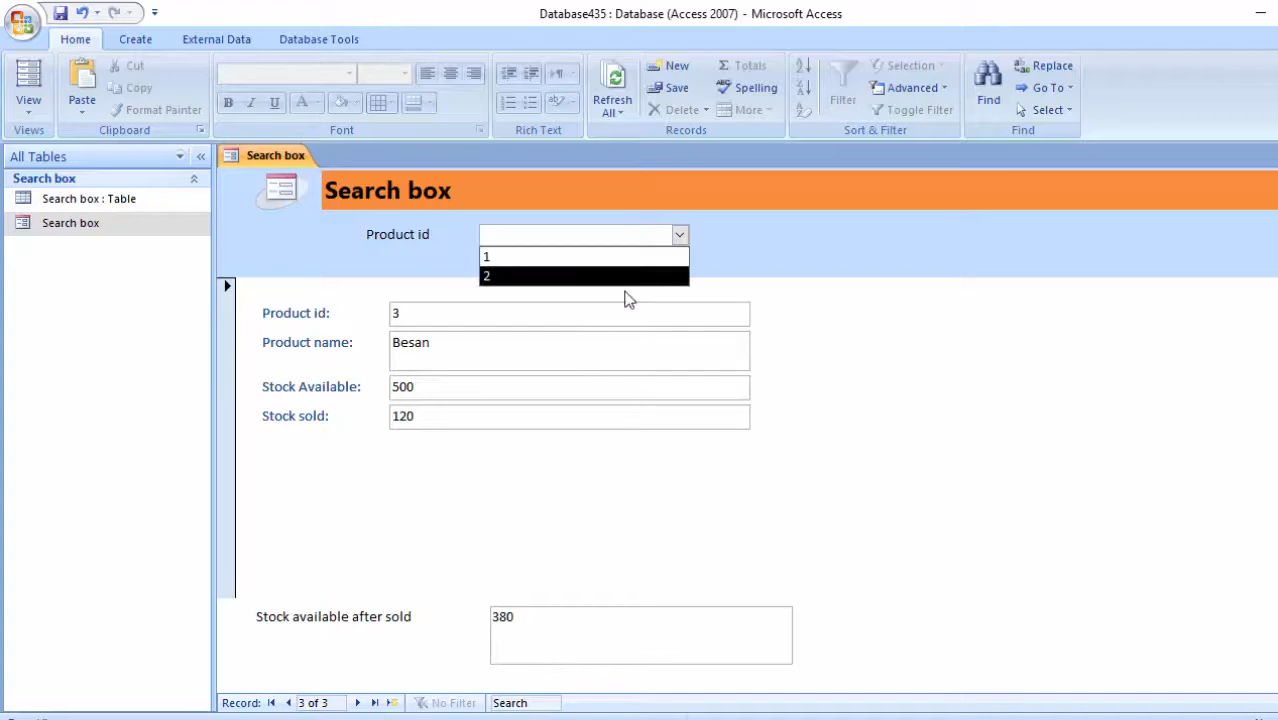 Database435 : Database (Access 2007) - Microsoft Access
Home Create External Data Database Tools
View
Views
Paste
Cut
Copy
Format Painter
Clipboard
B I U A
Font
Rich Text
Refresh All
New
Save
Delete
Totals
Spelling
More
Records
Filter
Selection
Advanced
Toggle Filter
Sort & Filter
Find
Replace
Go To
Select
Find
All Tables
Search box
Search box : Table
Search box
Search box
Search box
Product id
1
2
Product id: 3
Product name: Besan
Stock Available: 500
Stock sold: 120
Stock available after sold 380
Record: 3 of 3 No Filter Search